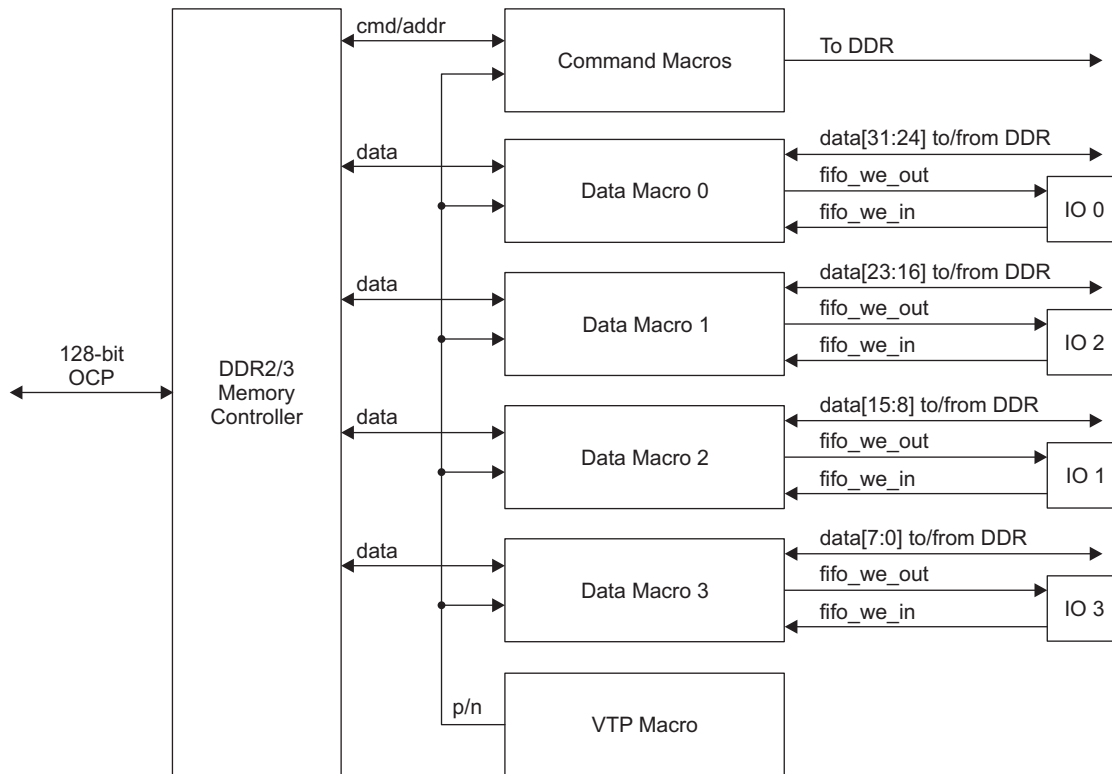 cmd/addr
Command Macros
To DDR
data
Data Macro 0
data[31:24] to/from DDR
fifo_we_out
fifo_we_in
IO 0
data
Data Macro 1
data[23:16] to/from DDR
fifo_we_out
fifo_we_in
IO 2
128-bit
OCP
DDR2/3
Memory
Controller
data
Data Macro 2
data[15:8] to/from DDR
fifo_we_out
fifo_we_in
IO 1
data
Data Macro 3
data[7:0] to/from DDR
fifo_we_out
fifo_we_in
IO 3
p/n
VTP Macro